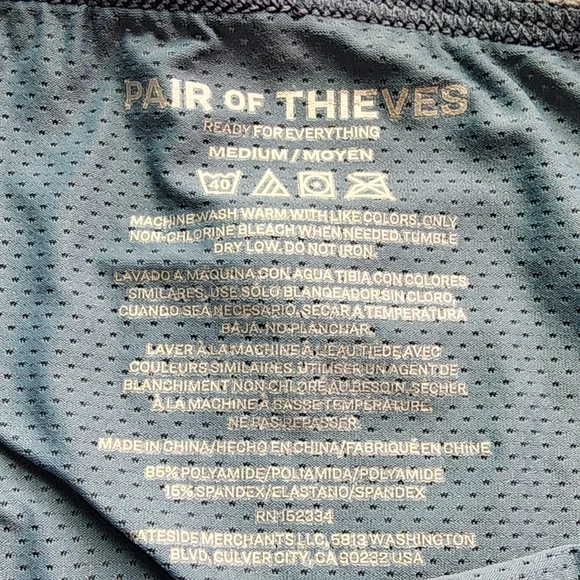 PAIR OF THIEVES
READY FOR EVERYTHING
MEDIUM / MOYEN
40
MACHINE WASH WARM WITH LIKE COLORS, ONLY
NON-CHLORINE BLEACH WHEN NEEDED. TUMBLE
DRY LOW. DO NOT IRON.
LAVADO A MÁQUINA CON AGUA TIBIA CON COLORES
SIMILARES, USE SÓLO BLANQEADOR SIN CLORO,
CUANDO SEA NECESARIO, SECAR A TEMPERATURA
BAJA. NO PLANCHAR.
LAVER À LA MACHINE À L'EAU TIEDE AVEC
COULEURS SIMILAIRES. UTILISER UN AGENT DE
BLANCHIMENT NON CHLORÉ AU BESOIN. SÉCHER
À LA MACHINE À BASSE TEMPÉRATURE.
NE PAS REPASSER.
MADE IN CHINA/HECHO EN CHINA/FABRIQUÉ EN CHINE
85% POLYAMIDE/POLIAMIDA/POLYAMIDE
15% SPANDEX/ELASTANO/SPANDEX
RN 152334
STATESIDE MERCHANTS LLC, 5813 WASHINGTON
BLVD, CULVER CITY, CA 90232 USA